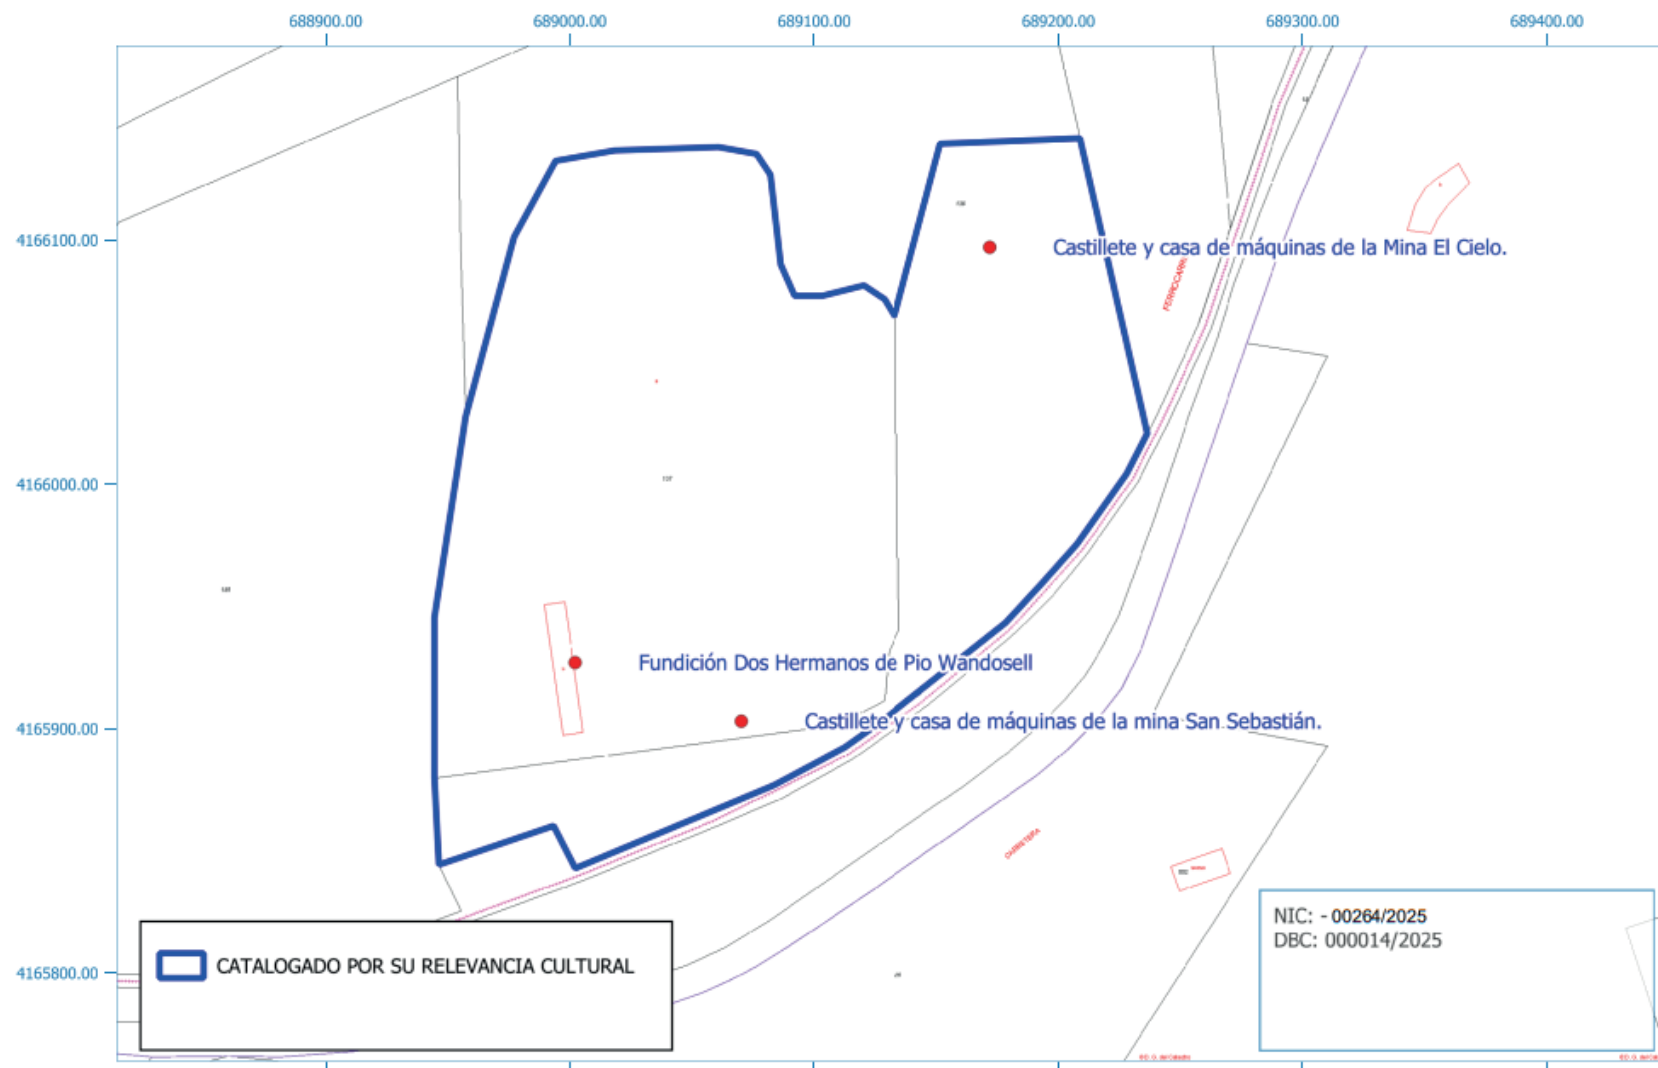 688900.00 689000.00 689100.00 689200.00 689300.00 689400.00
4166100.00
Castillete y casa de máquinas de la Mina El Cielo.
4166000.00
Fundición Dos Hermanos de Pio Wandosell
4165900.00
Castillete y casa de máquinas de la mina San Sebastián.
CARRETERA
NIC: - 00264/2025
DBC: 000014/2025
CATALOGADO POR SU RELEVANCIA CULTURAL
4165800.00